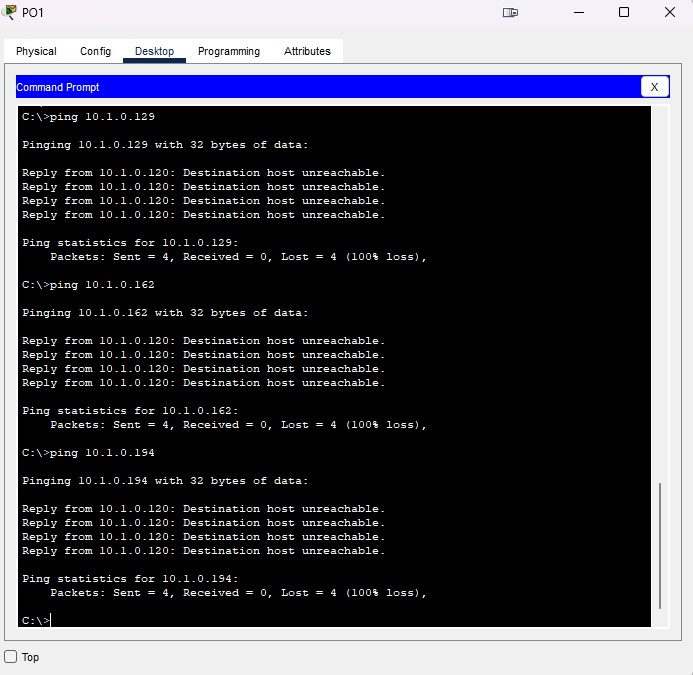 PO1
Physical Config Desktop Programming Attributes
Command Prompt X
C:\>ping 10.1.0.129
Pinging 10.1.0.129 with 32 bytes of data:
Reply from 10.1.0.120: Destination host unreachable.
Reply from 10.1.0.120: Destination host unreachable.
Reply from 10.1.0.120: Destination host unreachable.
Reply from 10.1.0.120: Destination host unreachable.
Ping statistics for 10.1.0.129:
    Packets: Sent = 4, Received = 0, Lost = 4 (100% loss),
C:\>ping 10.1.0.162
Pinging 10.1.0.162 with 32 bytes of data:
Reply from 10.1.0.120: Destination host unreachable.
Reply from 10.1.0.120: Destination host unreachable.
Reply from 10.1.0.120: Destination host unreachable.
Reply from 10.1.0.120: Destination host unreachable.
Ping statistics for 10.1.0.162:
    Packets: Sent = 4, Received = 0, Lost = 4 (100% loss),
C:\>ping 10.1.0.194
Pinging 10.1.0.194 with 32 bytes of data:
Reply from 10.1.0.120: Destination host unreachable.
Reply from 10.1.0.120: Destination host unreachable.
Reply from 10.1.0.120: Destination host unreachable.
Reply from 10.1.0.120: Destination host unreachable.
Ping statistics for 10.1.0.194:
    Packets: Sent = 4, Received = 0, Lost = 4 (100% loss),
C:\>
Top